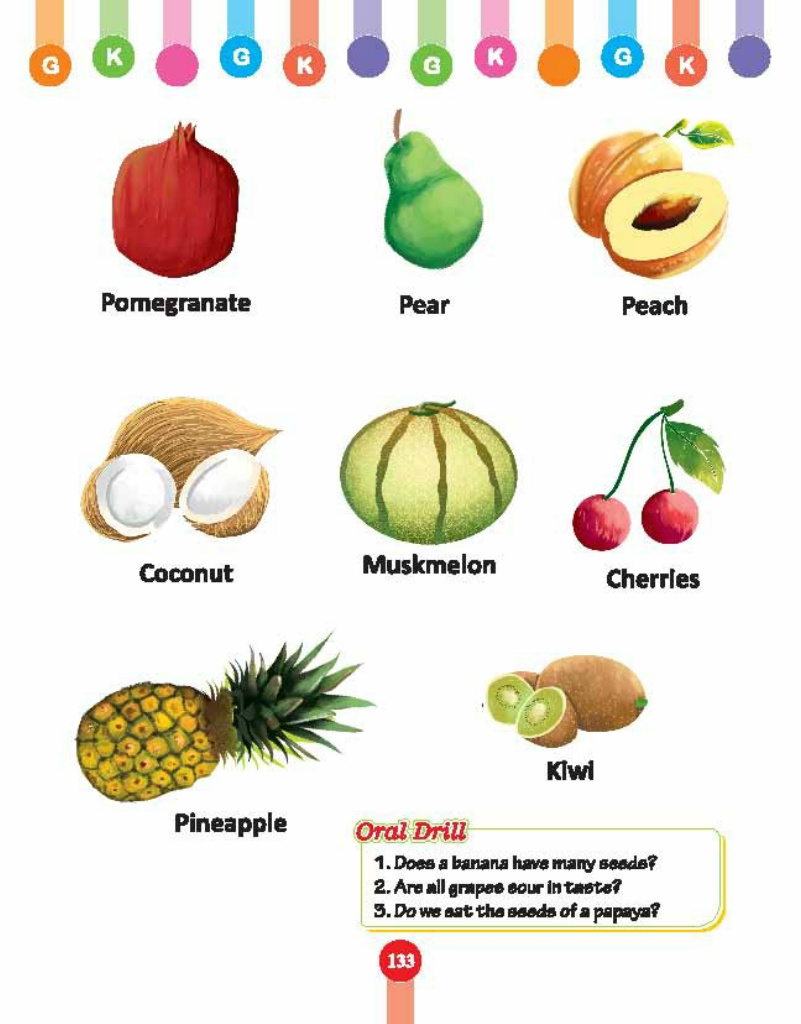 G K G K G K G K
Pomegranate
Pear
Peach
Coconut
Muskmelon
Cherries
Pineapple
Kiwi
Oral Drill
1. Does a banana have many seeds?
2. Are all grapes sour in taste?
3. Do we eat the seeds of a papaya?
133